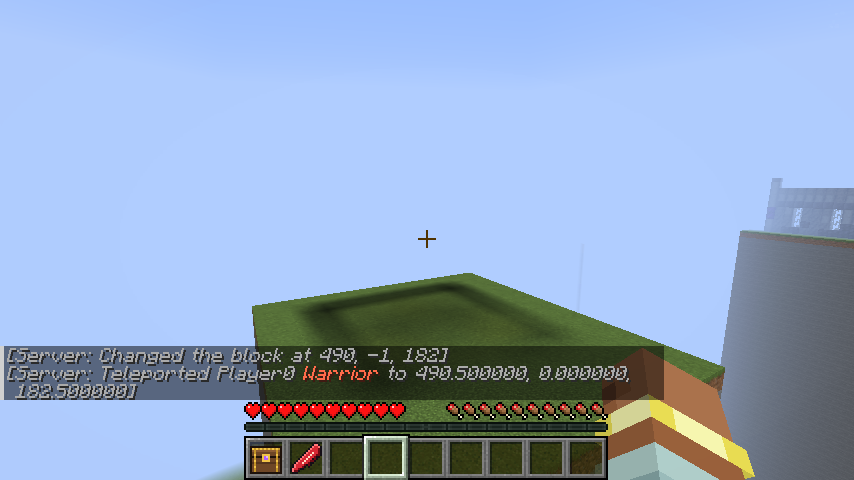 [Server: Changed the block at 490, -1, 182]
[Server: Teleported Player0 Warrior to 490.500000, 0.000000,
182.500000]